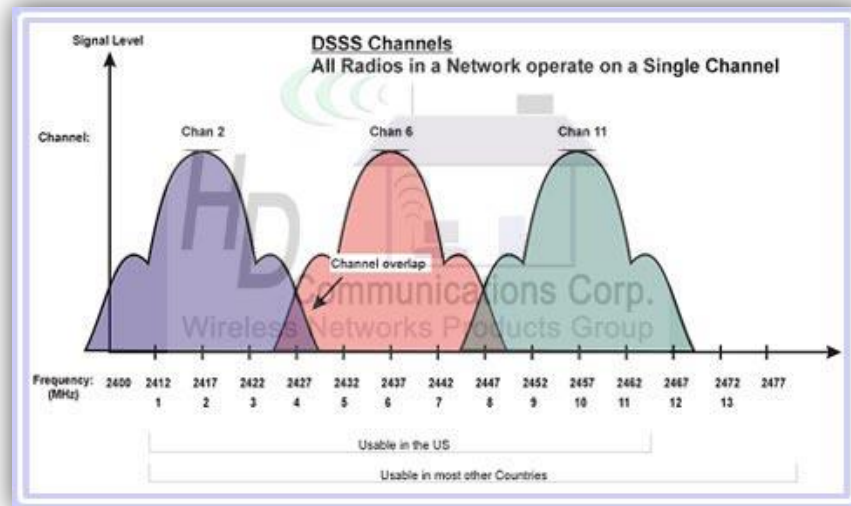 Signal Level
DSSS Channels
All Radios in a Network operate on a Single Channel
Channel:
Chan 2
Chan 6
Chan 11
HD
Channel overlap
Communications Corp.
Wireless Networks Products Group
Frequency: 2400 2412 2417 2422 2427 2432 2437 2442 2447 2452 2457 2462 2467 2472 2477
(MHz) 1 2 3 4 5 6 7 8 9 10 11 12 13
Usable in the US
Usable in most other Countries